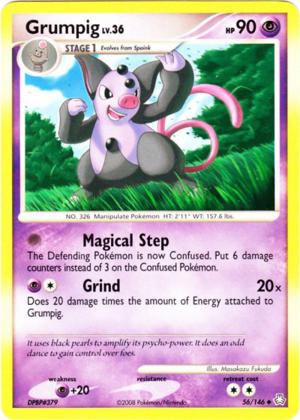 Grumpig LV.36
HP 90
STAGE 1 Evolves from Spoink
NO. 326 Manipulate Pokémon HT: 2'11" WT: 157.6 lbs.
Magical Step
The Defending Pokémon is now Confused. Put 6 damage
counters instead of 3 on the Confused Pokémon.
Grind 20x
Does 20 damage times the amount of Energy attached to
Grumpig.
It uses black pearls to amplify its psychic power. It does an odd
dance to gain control over foes.
Illus. Masakazu Fukuda
weakness resistance retreat cost
+20
DPBP#379 ©2008 Pokémon/Nintendo 56/146